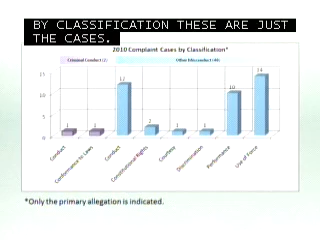 BY CLASSIFICATION THESE ARE JUST
THE CASES.
2010 Complaint Cases by Classification*
Criminal Conduct (2) Other Misconduct (40)
15
10
5
0
1 1 12 2 1 1 10 14
Conduct
Conformance to Laws
Conduct
Constitutional Rights
Courtesy
Discrimination
Performance
Use of Force
*Only the primary allegation is indicated.